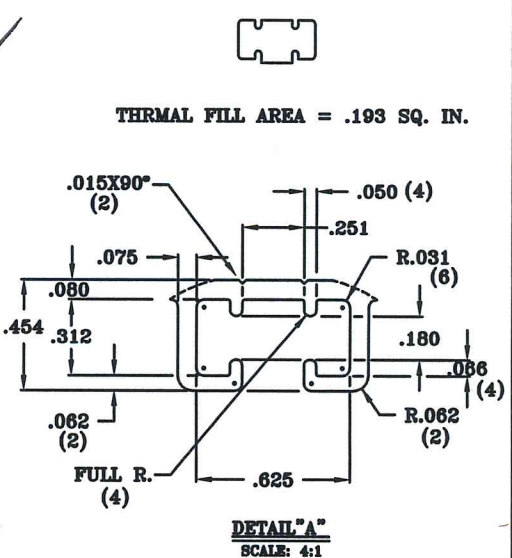 THRMAL FILL AREA = .193 SQ. IN.
.015X90°
(2)
.050 (4)
.251
.075
R.031
(6)
.080
.454
.312
.180
.066
(4)
.062
(2)
R.062
(2)
FULL R.
(4)
.625
DETAIL"A"
SCALE: 4:1